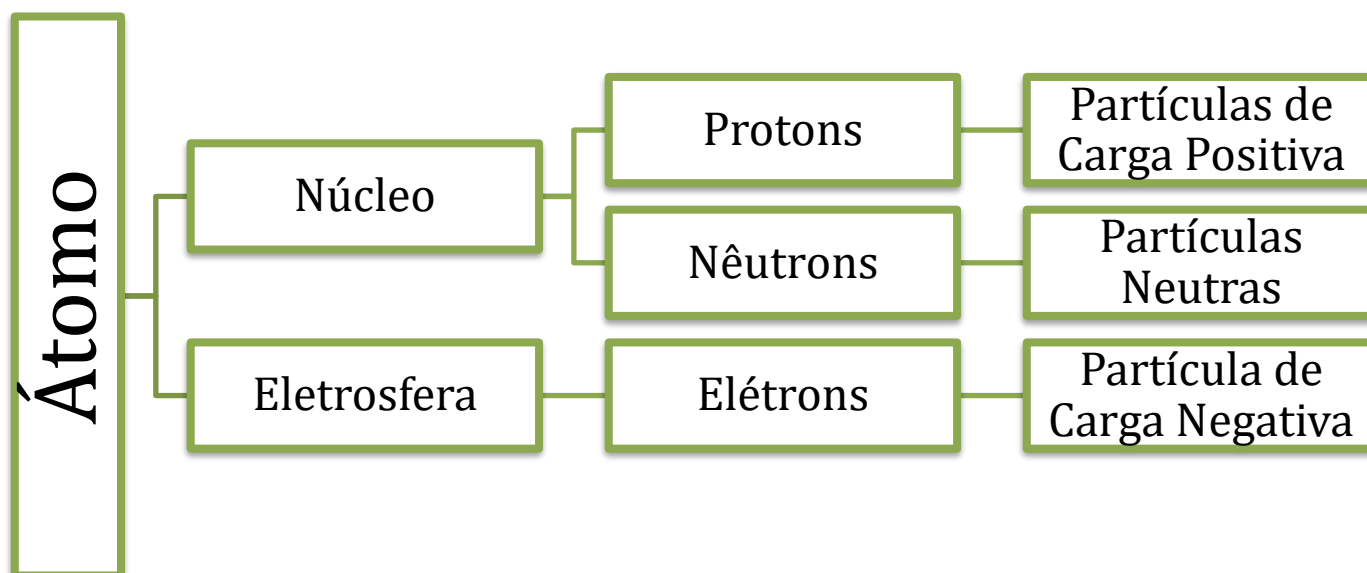 Átomo
Núcleo
Protons
Partículas de
Carga Positiva
Nêutrons
Partículas
Neutras
Eletrosfera
Elétrons
Partícula de
Carga Negativa